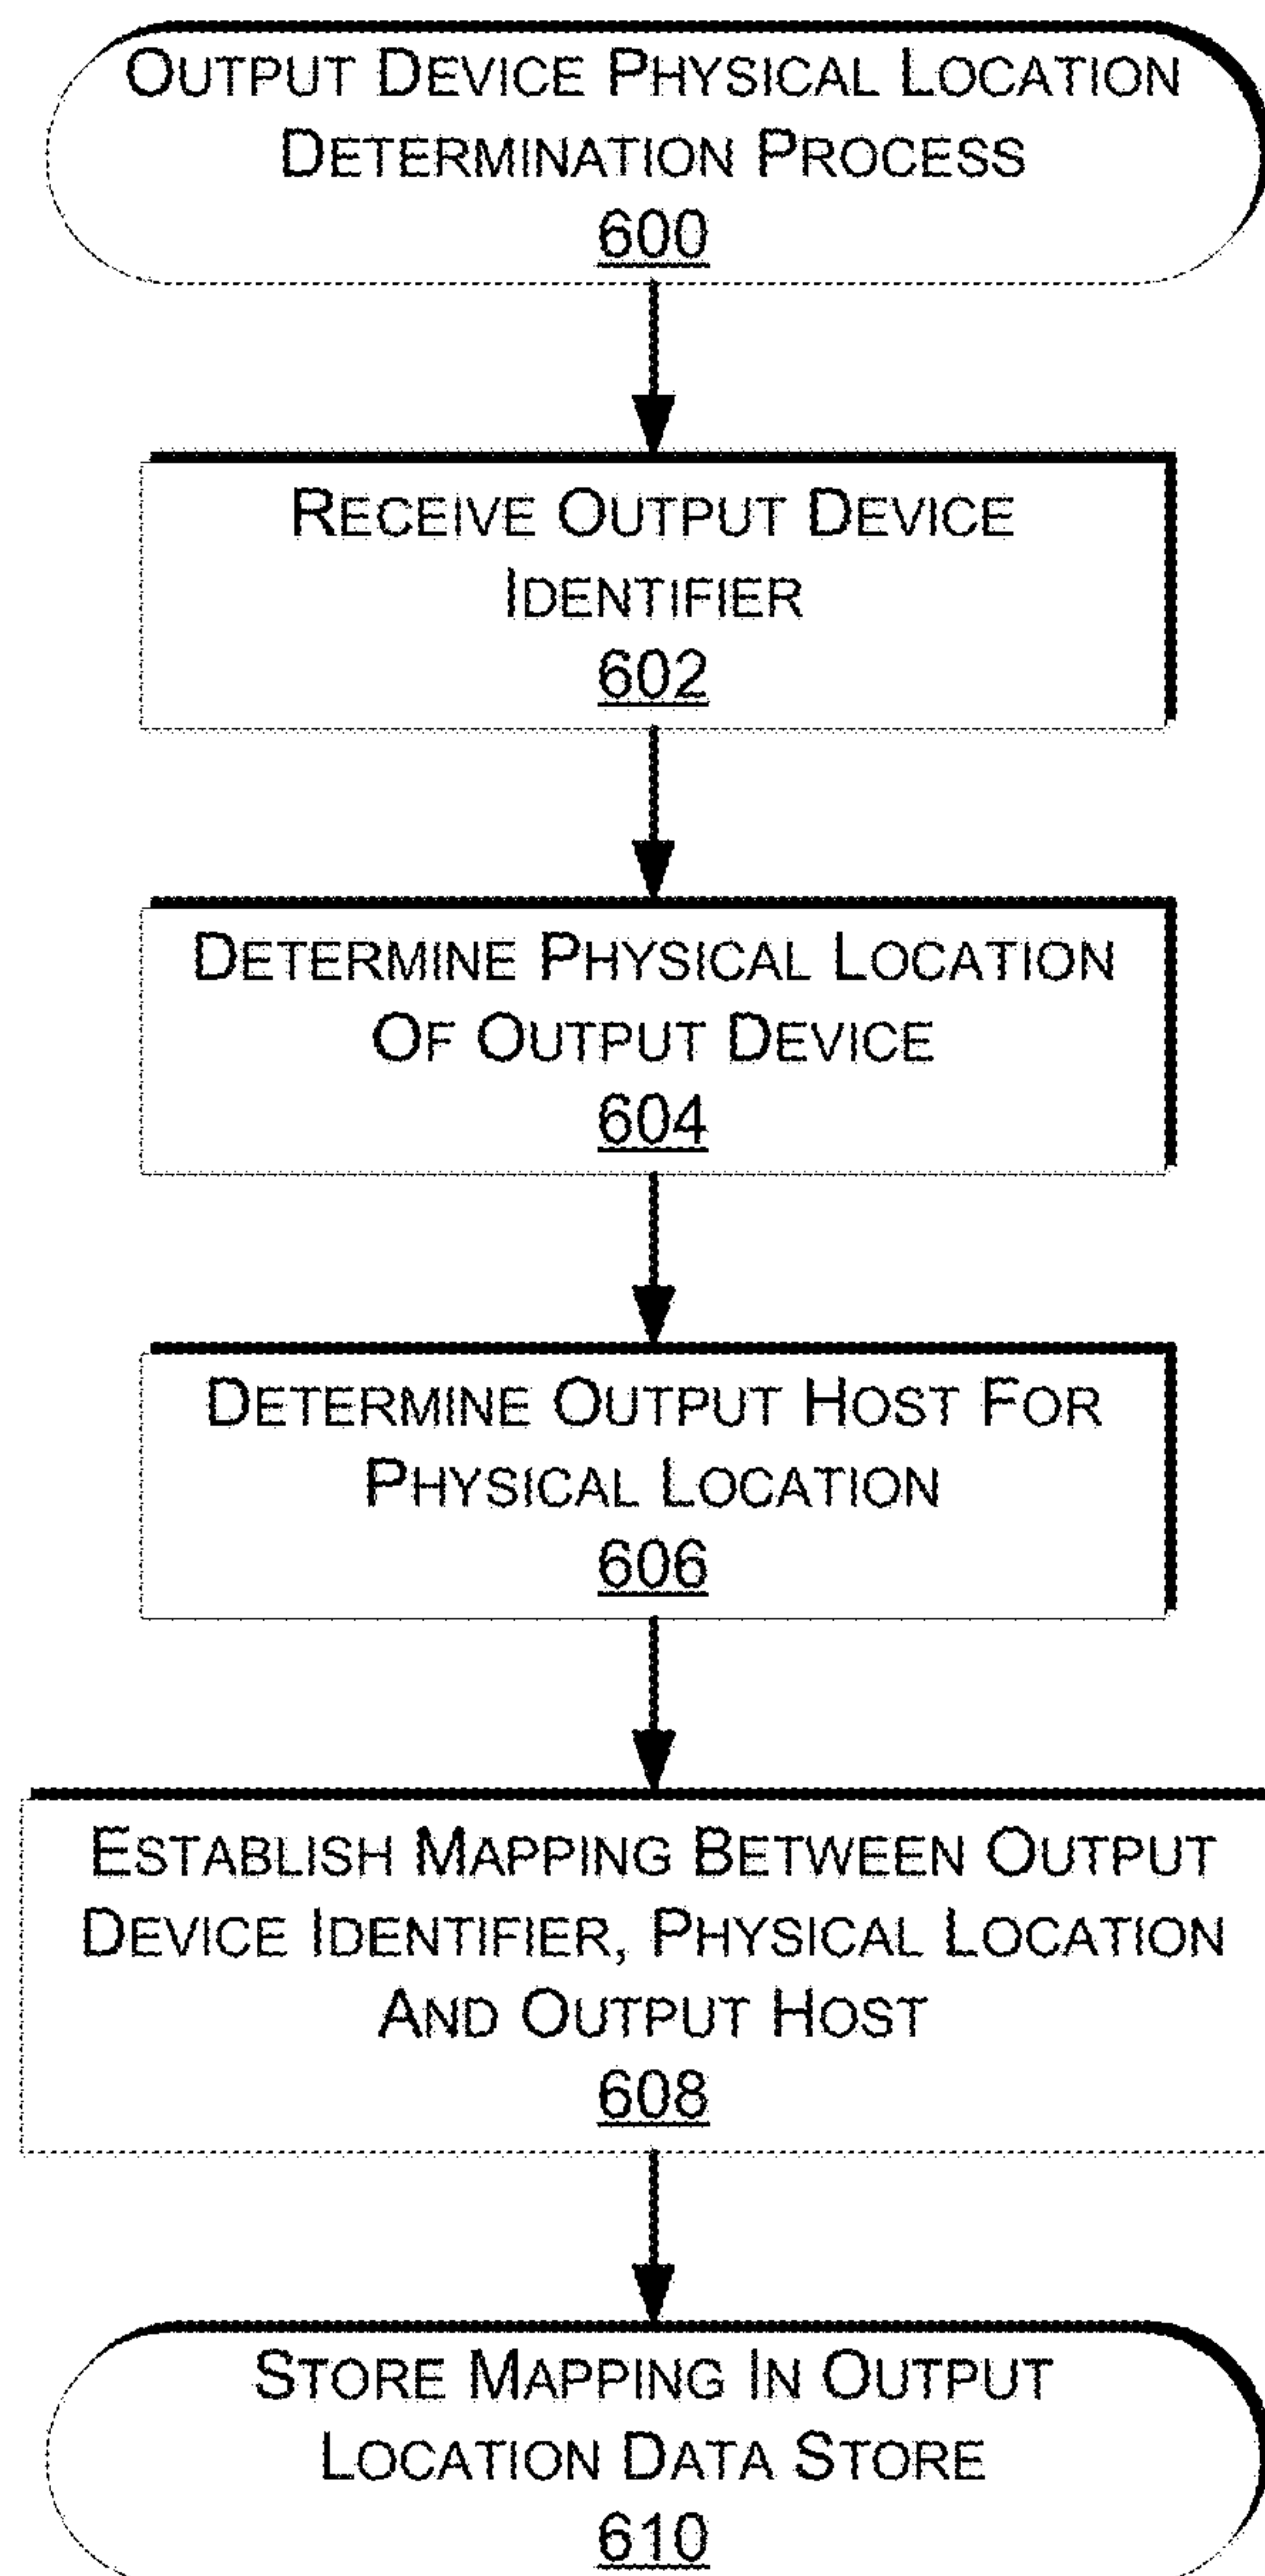 OUTPUT DEVICE PHYSICAL LOCATION
DETERMINATION PROCESS
600
RECEIVE OUTPUT DEVICE
IDENTIFIER
602
DETERMINE PHYSICAL LOCATION
OF OUTPUT DEVICE
604
DETERMINE OUTPUT HOST FOR
PHYSICAL LOCATION
606
ESTABLISH MAPPING BETWEEN OUTPUT
DEVICE IDENTIFIER, PHYSICAL LOCATION
AND OUTPUT HOST
608
STORE MAPPING IN OUTPUT
LOCATION DATA STORE
610